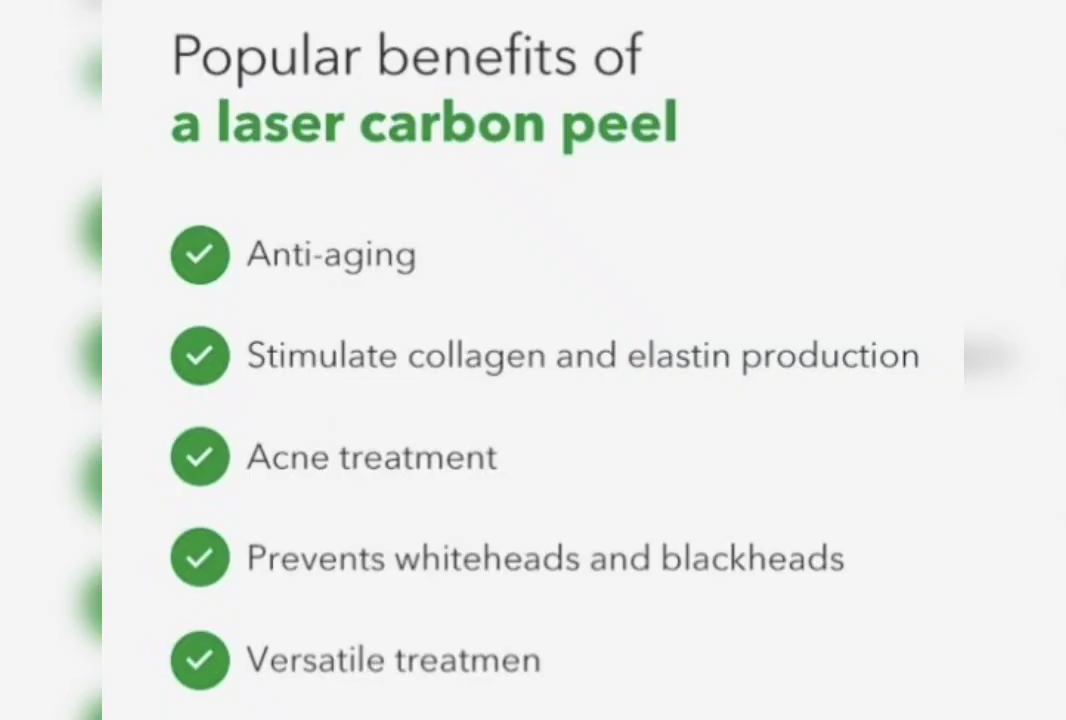 Popular benefits of
a laser carbon peel
Anti-aging
Stimulate collagen and elastin production
Acne treatment
Prevents whiteheads and blackheads
Versatile treatmen